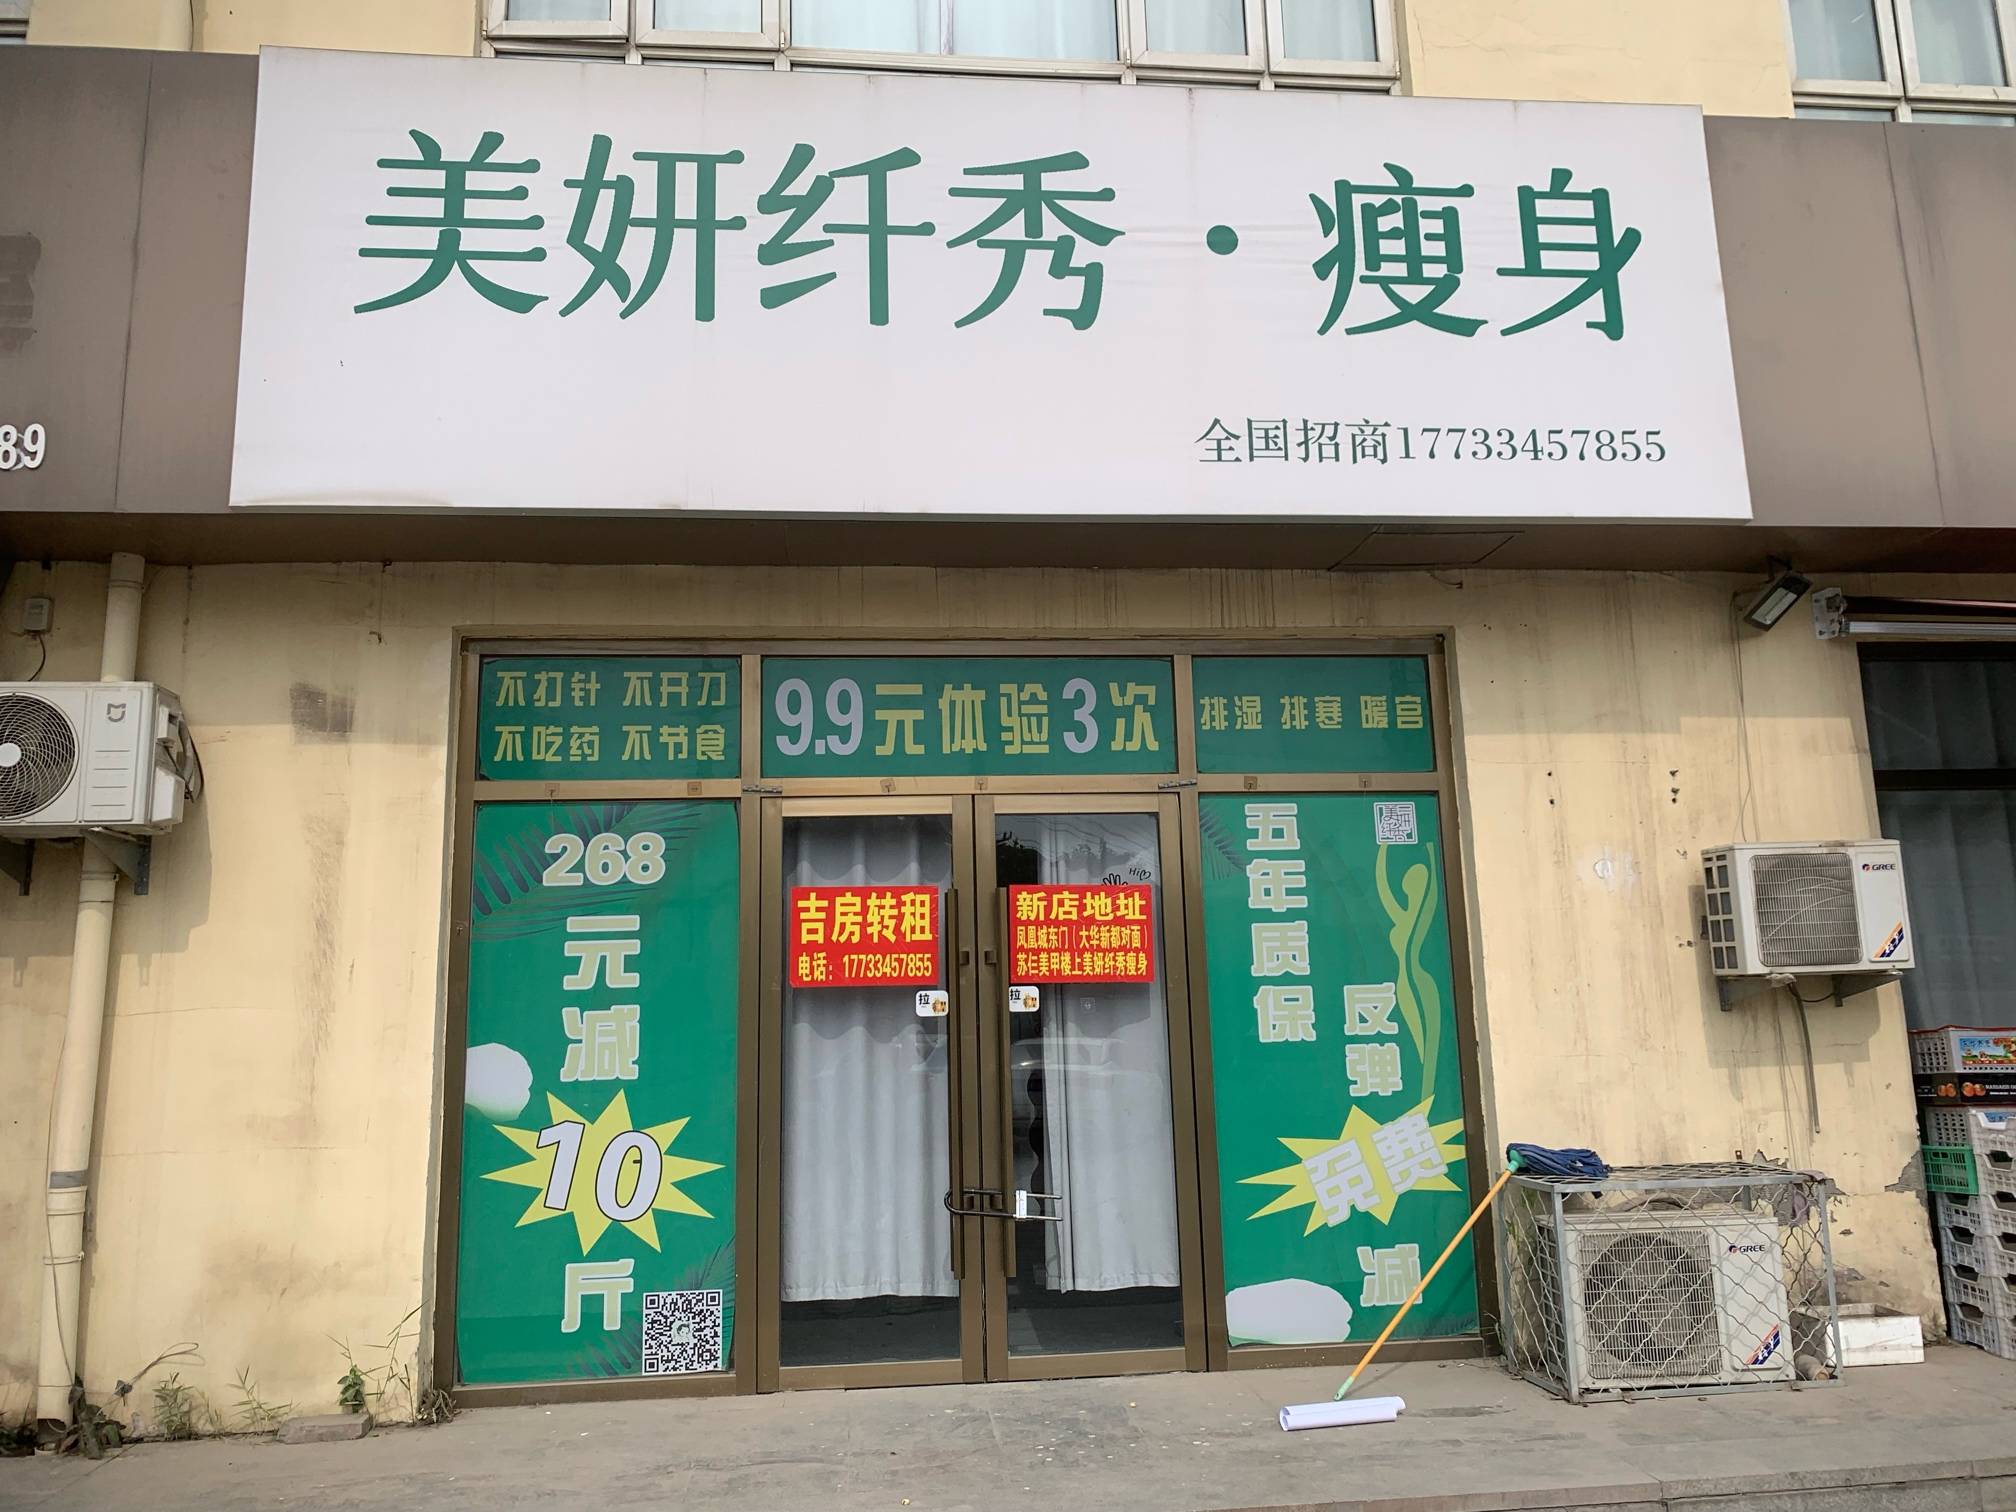 美妍纤秀·瘦身
全国招商17733457855
89
不打针 不开刀
不吃药 不节食
9.9元体验3次
排湿 排寒 暖宫
268
元减
10
斤
吉房转租
电话：17733457855
拉
新店地址
凤凰城东门（大华新都对面）
苏仁美甲楼上美妍纤秀瘦身
拉
Hi
五年质保
反弹
免费
减
GREE
GREE